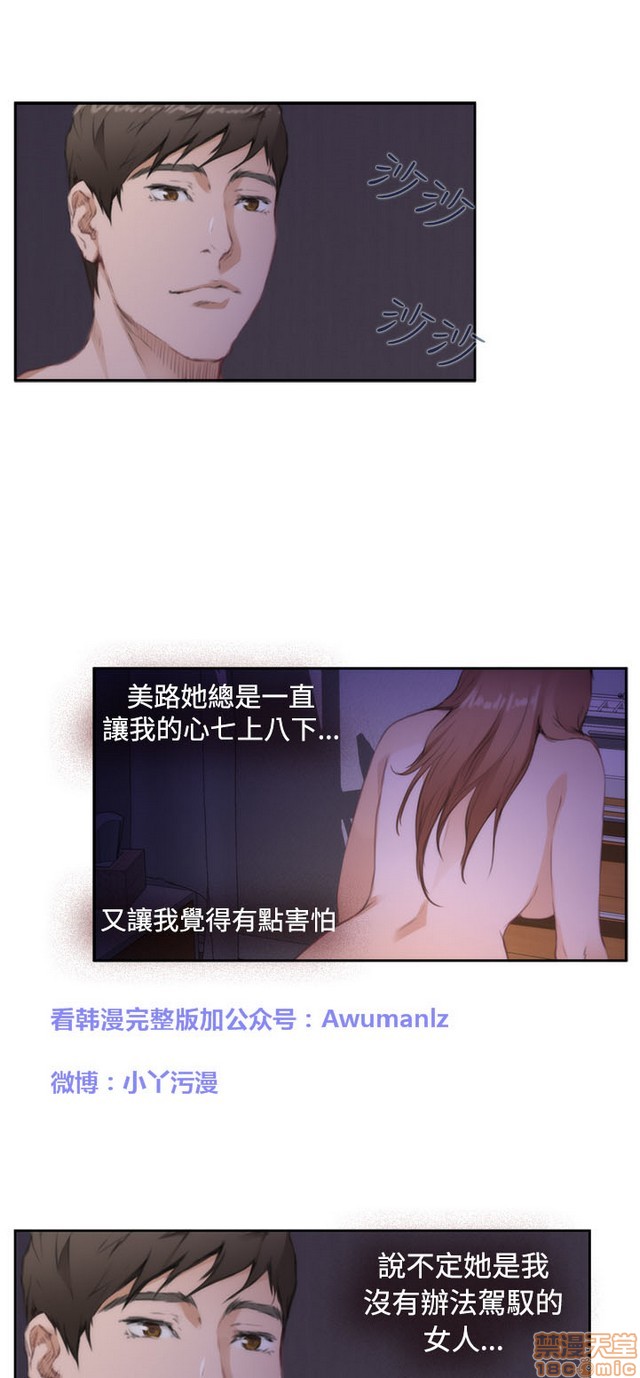 沙沙
沙沙
美路她總是一直
讓我的心七上八下...
又讓我覺得有點害怕
看韩漫完整版加公众号：Awumanlz
微博：小丫污漫
說不定她是我
沒有辦法駕馭的
女人...
禁漫天堂
18comic